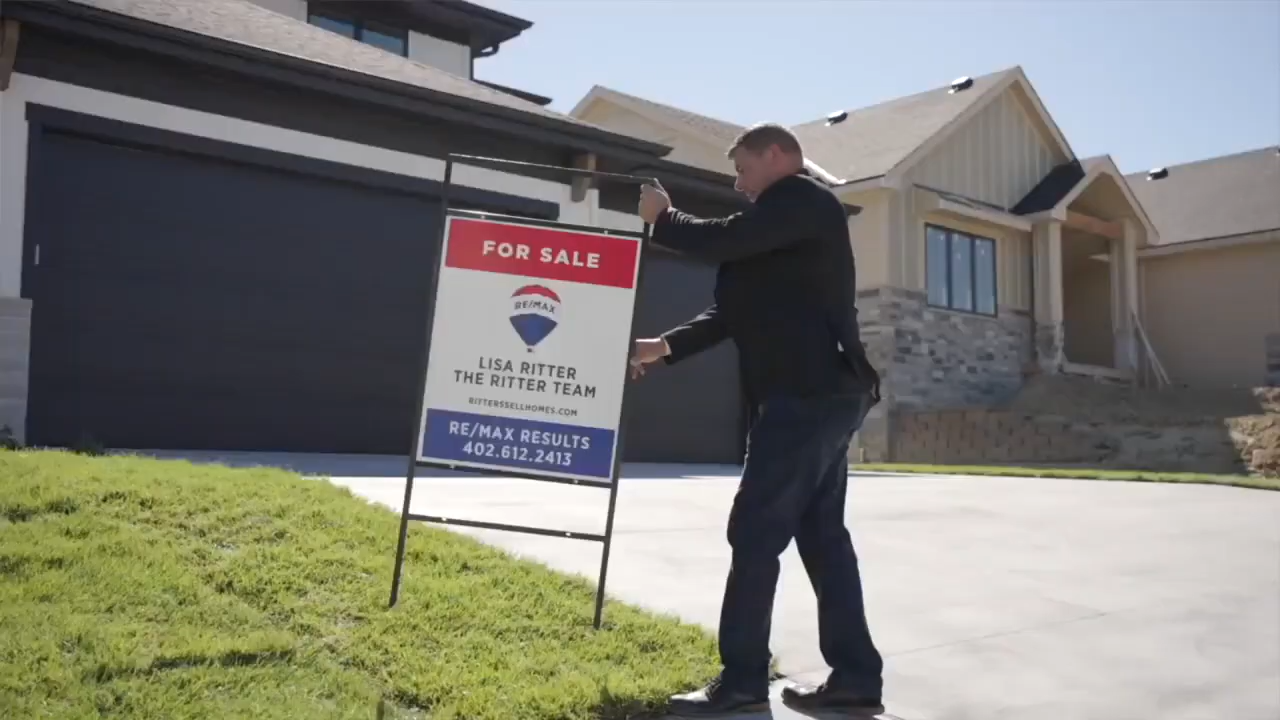 FOR SALE
RE/MAX
LISA RITTER
THE RITTER TEAM
RITTERSSELLHOMES.COM
RE/MAX RESULTS
402.612.2413